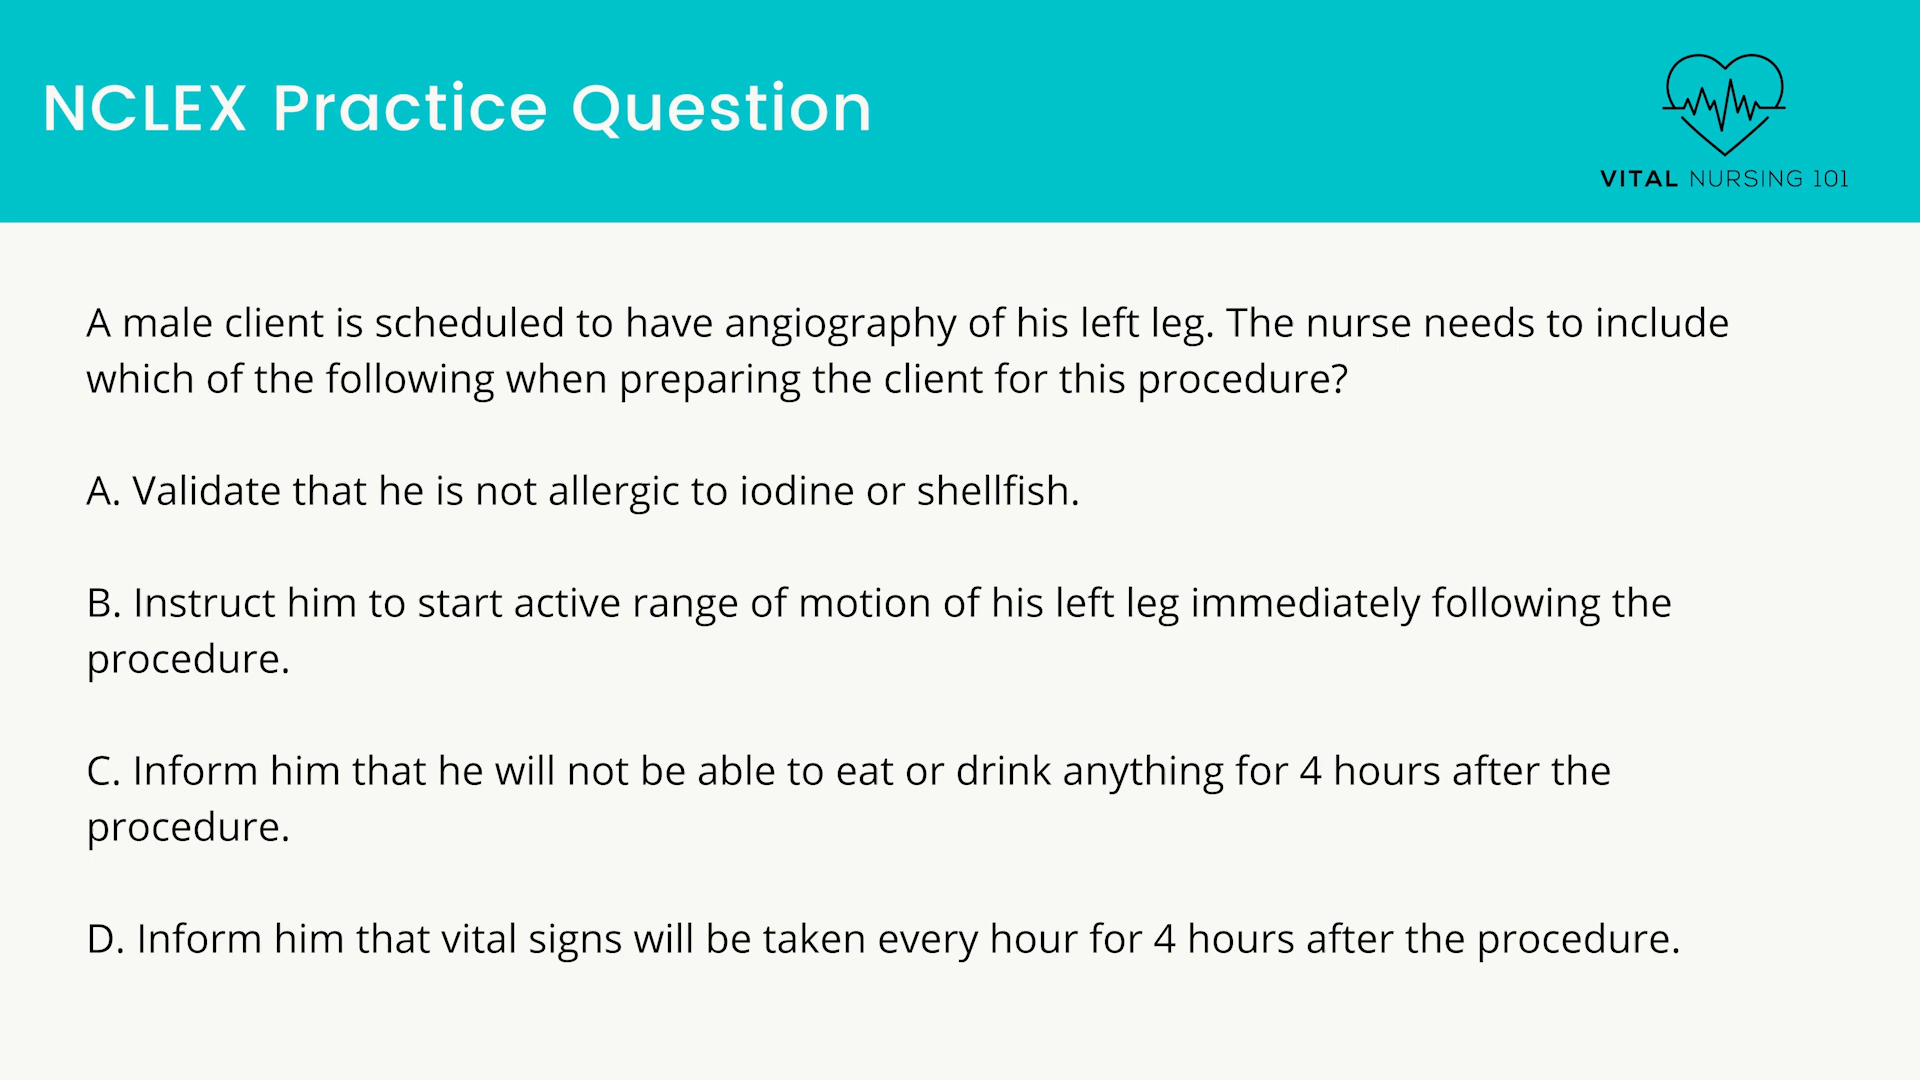 NCLEX Practice Question
VITAL NURSING 101
A male client is scheduled to have angiography of his left leg. The nurse needs to include
which of the following when preparing the client for this procedure?
A. Validate that he is not allergic to iodine or shellfish.
B. Instruct him to start active range of motion of his left leg immediately following the
procedure.
C. Inform him that he will not be able to eat or drink anything for 4 hours after the
procedure.
D. Inform him that vital signs will be taken every hour for 4 hours after the procedure.